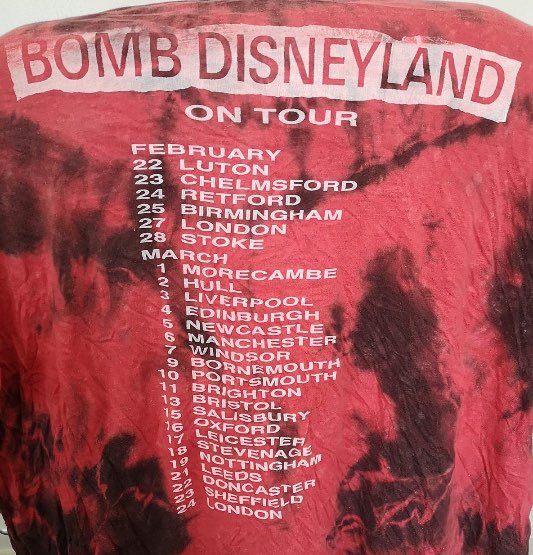 BOMB DISNEYLAND
ON TOUR
FEBRUARY
22 LUTON
23 CHELMSFORD
24 RETFORD
25 BIRMINGHAM
27 LONDON
28 STOKE
MARCH
1 MORECAMBE
2 HULL
3 LIVERPOOL
4 EDINBURGH
5 NEWCASTLE
6 MANCHESTER
7 WINDSOR
9 BORNEMOUTH
10 PORTSMOUTH
11 BRIGHTON
13 BRISTOL
15 SALISBURY
16 OXFORD
17 LEICESTER
18 STEVENAGE
19 NOTTINGHAM
21 LEEDS
22 DONCASTER
23 SHEFFIELD
24 LONDON